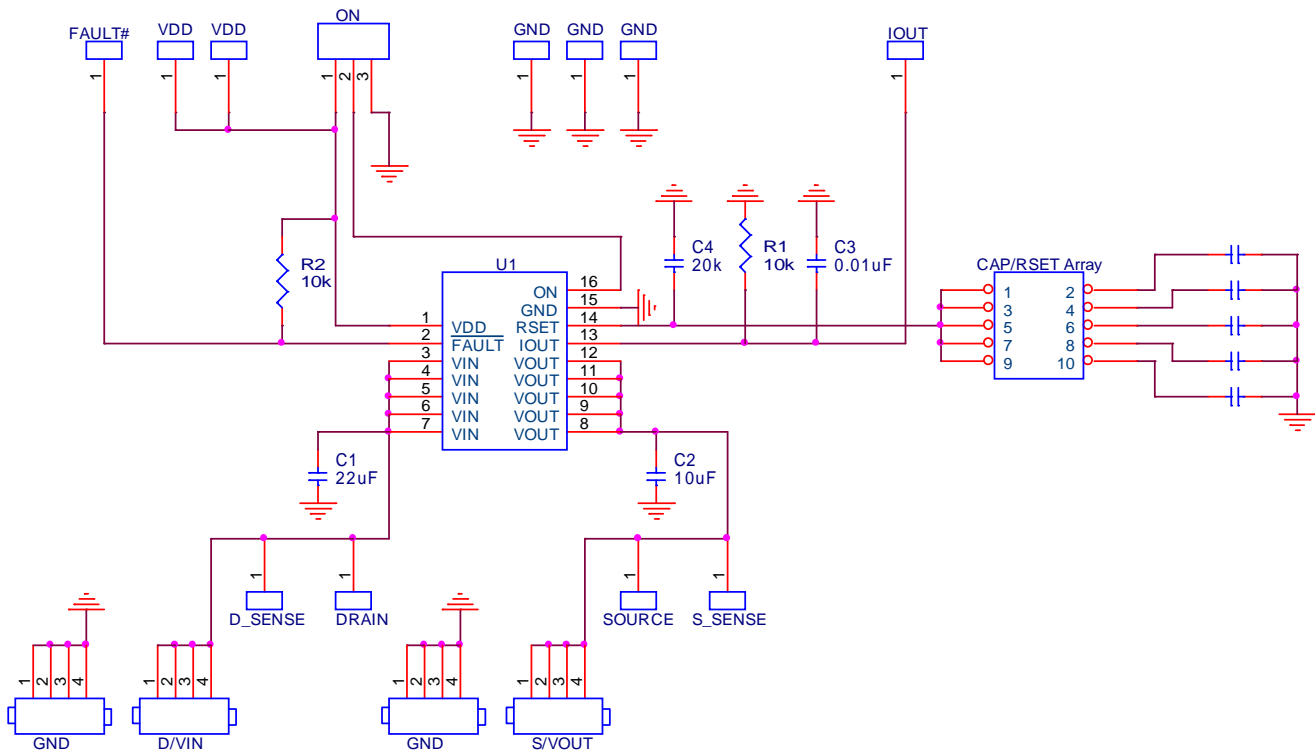 ON
FAULT#
VDD
VDD
GND
GND
GND
IOUT
1
1
1
1
2
3
1
1
1
1
R2
10k
C4
20k
R1
10k
C3
0.01uF
CAP/RSET Array
1
2
3
4
5
6
7
8
9
10
U1
1
VDD
2
FAULT
3
VIN
4
VIN
5
VIN
6
VIN
7
VIN
16
ON
15
GND
14
RSET
13
IOUT
12
VOUT
11
VOUT
10
VOUT
9
VOUT
8
VOUT
C1
22uF
C2
10uF
1
1
1
1
D_SENSE
DRAIN
SOURCE
S_SENSE
1
2
3
4
1
2
3
4
1
2
3
4
1
2
3
4
GND
D/VIN
GND
S/VOUT